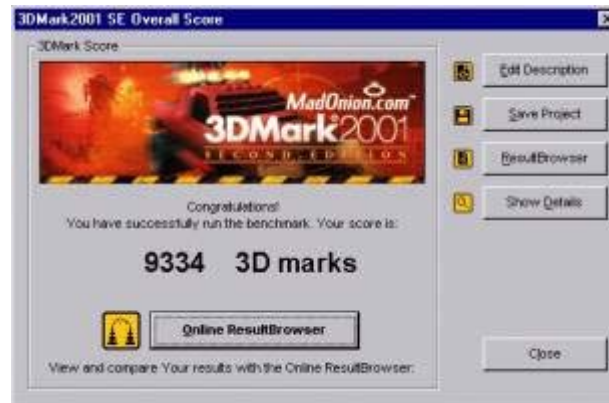 3DMark2001 SE Overall Score
3DMark Score
MadOnion.com™
3DMark2001
SECOND EDITION
Congratulations!
You have successfully run the benchmark. Your score is:
9334 3D marks
Online ResultBrowser
View and compare Your results with the Online ResultBrowser.
Edit Description
Save Project
ResultBrowser
Show Details
Close